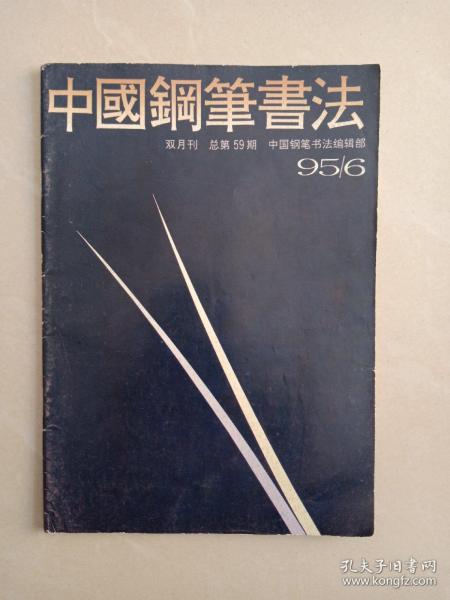 中國鋼筆書法
双月刊 总第59期 中国钢笔书法编辑部
95/6
孔夫子旧书网
www.kongfz.com